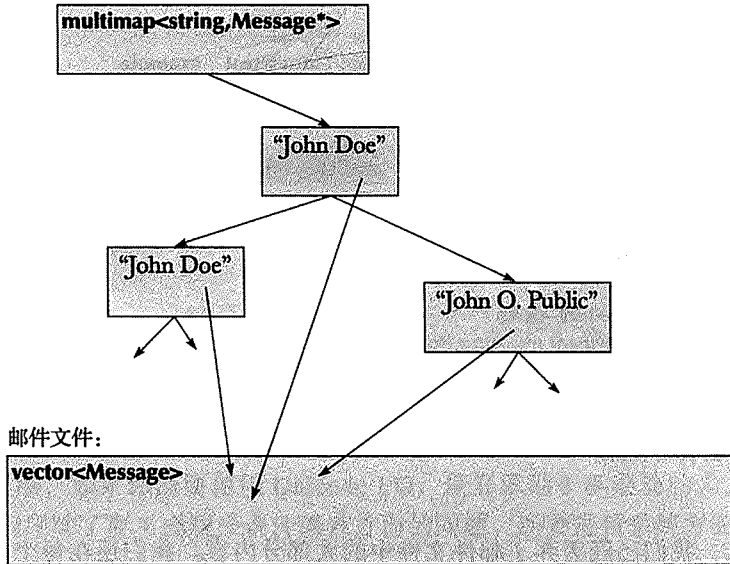 multimap<string,Message*>
“John Doe”
“John Doe”
“John O. Public”
邮件文件：
vector<Message>